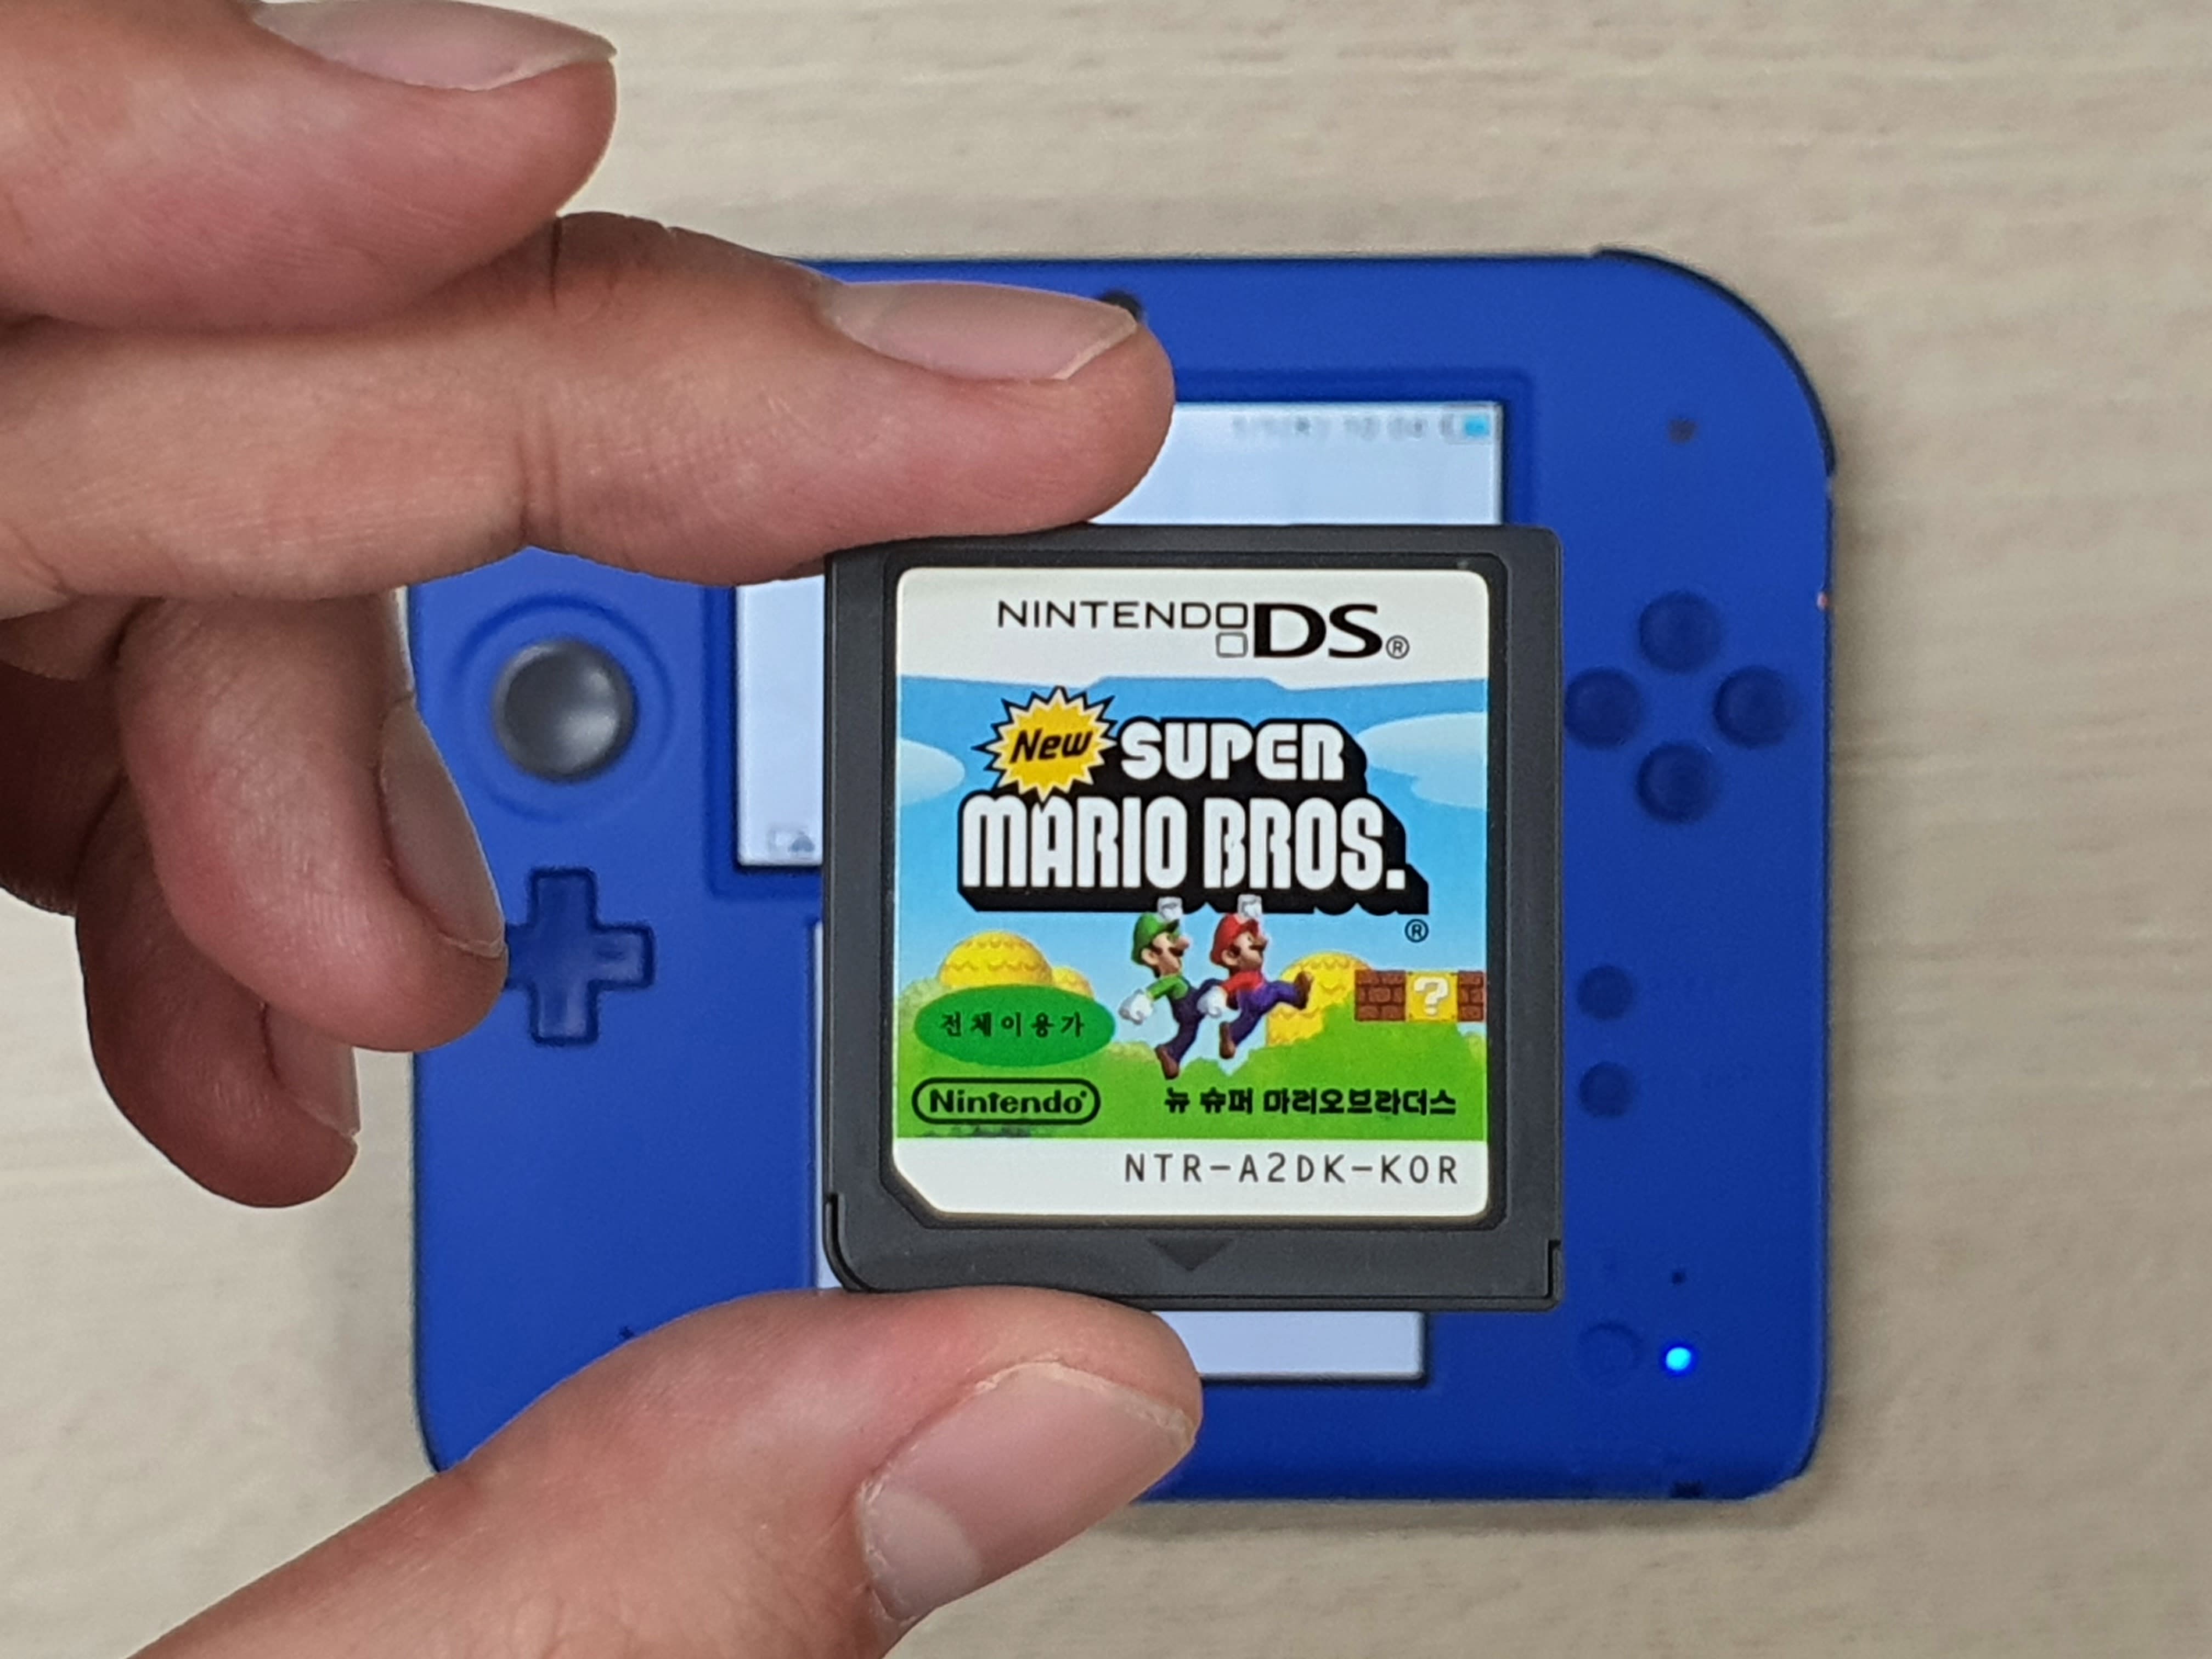 NINTENDO DS®
New SUPER
MARIO BROS.
®
?
전체이용가
Nintendo®
뉴 슈퍼 마리오브라더스
NTR-A2DK-KOR